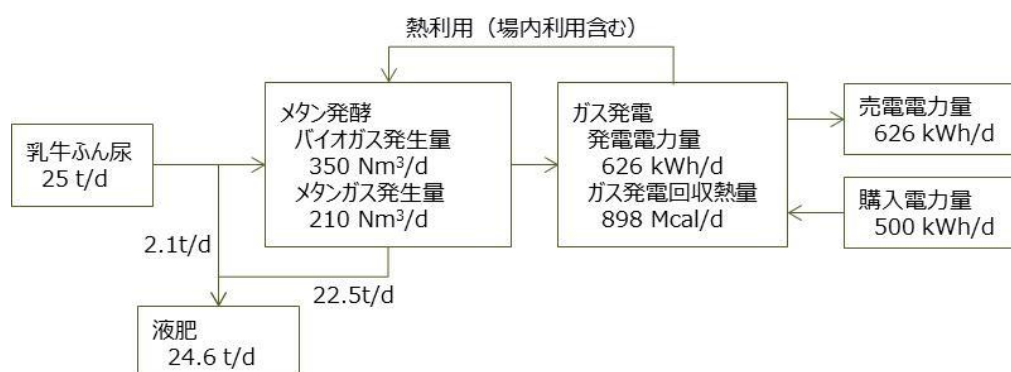 熱利用（場内利用含む）
乳牛ふん尿
25 t/d
メタン発酵
バイオガス発生量
350 Nm³/d
メタンガス発生量
210 Nm³/d
ガス発電
発電電力量
626 kWh/d
ガス発電回収熱量
898 Mcal/d
売電電力量
626 kWh/d
購入電力量
500 kWh/d
2.1t/d
22.5t/d
液肥
24.6 t/d